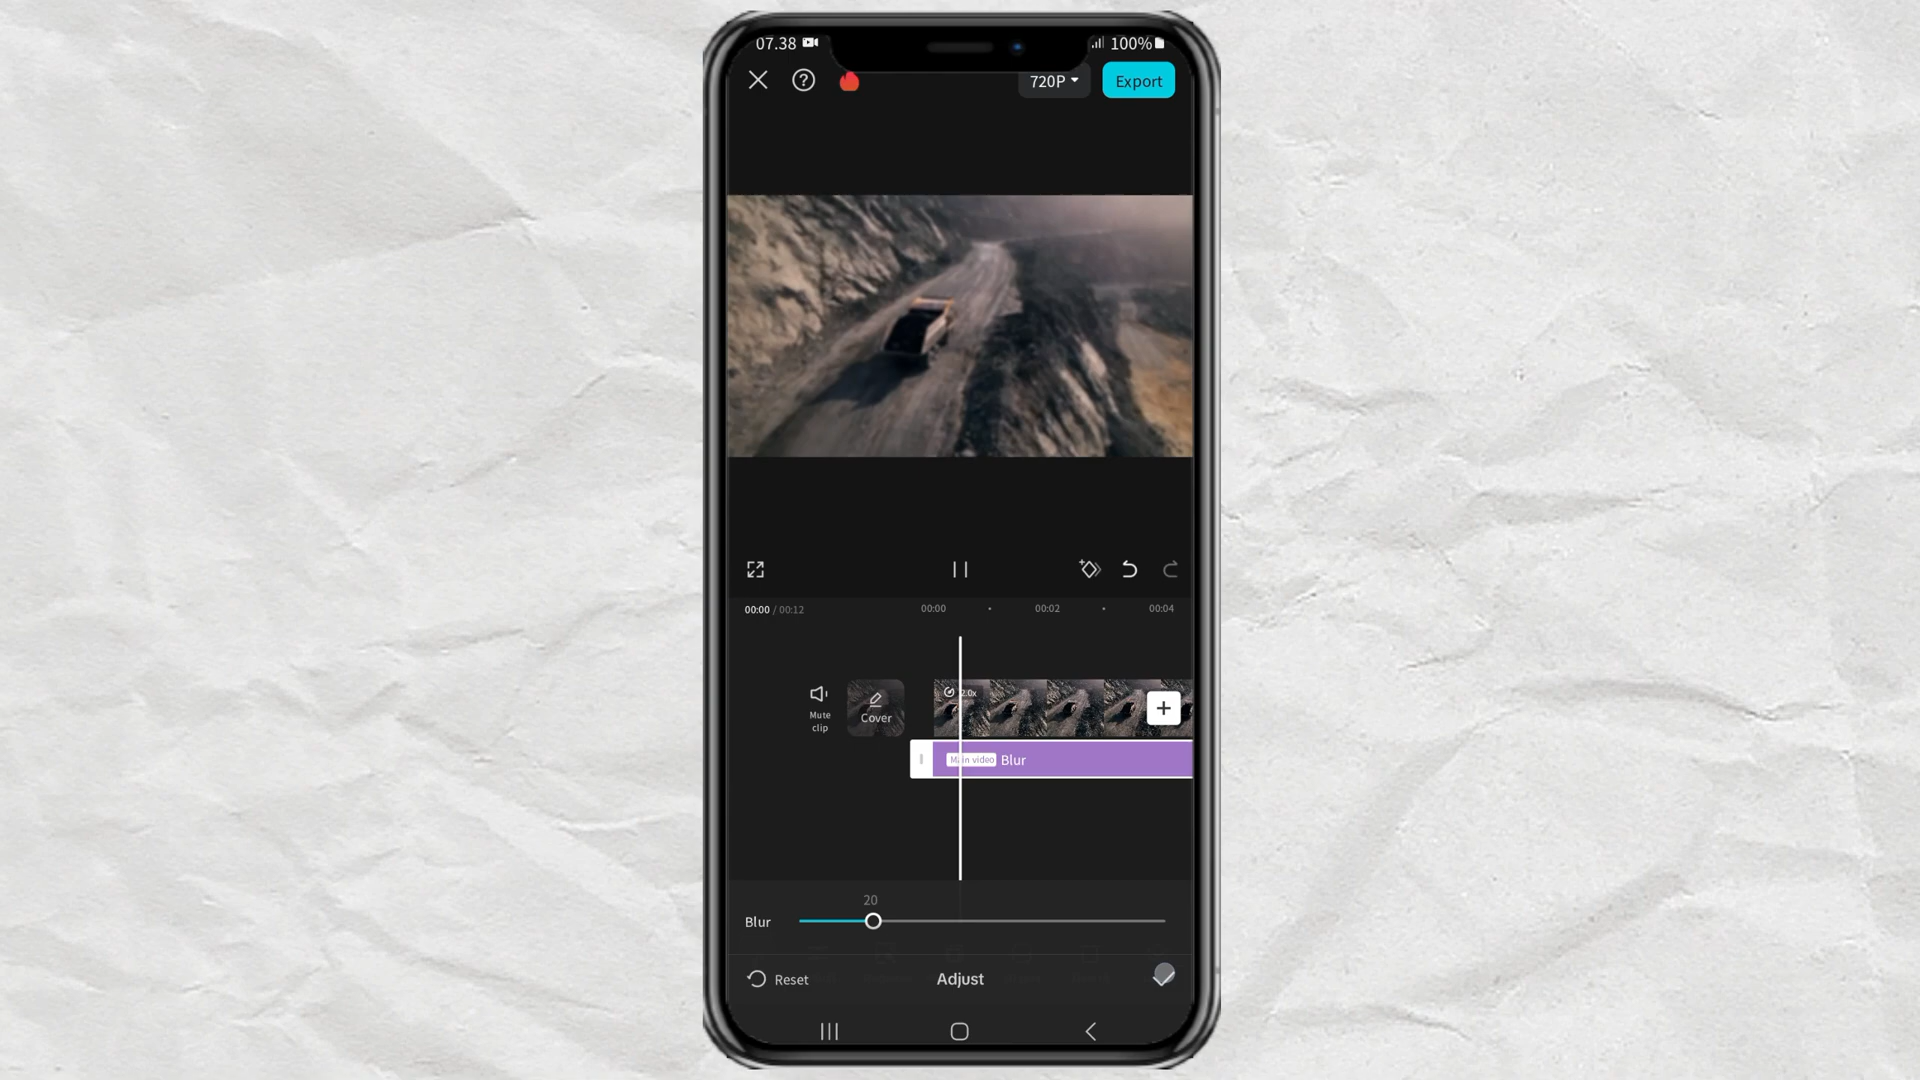 07.38
100%
720P
Export
00:00 / 00:12
00:00
00:02
00:04
2.0x
Mute
clip
Cover
Main video
Blur
20
Blur
Reset
Adjust